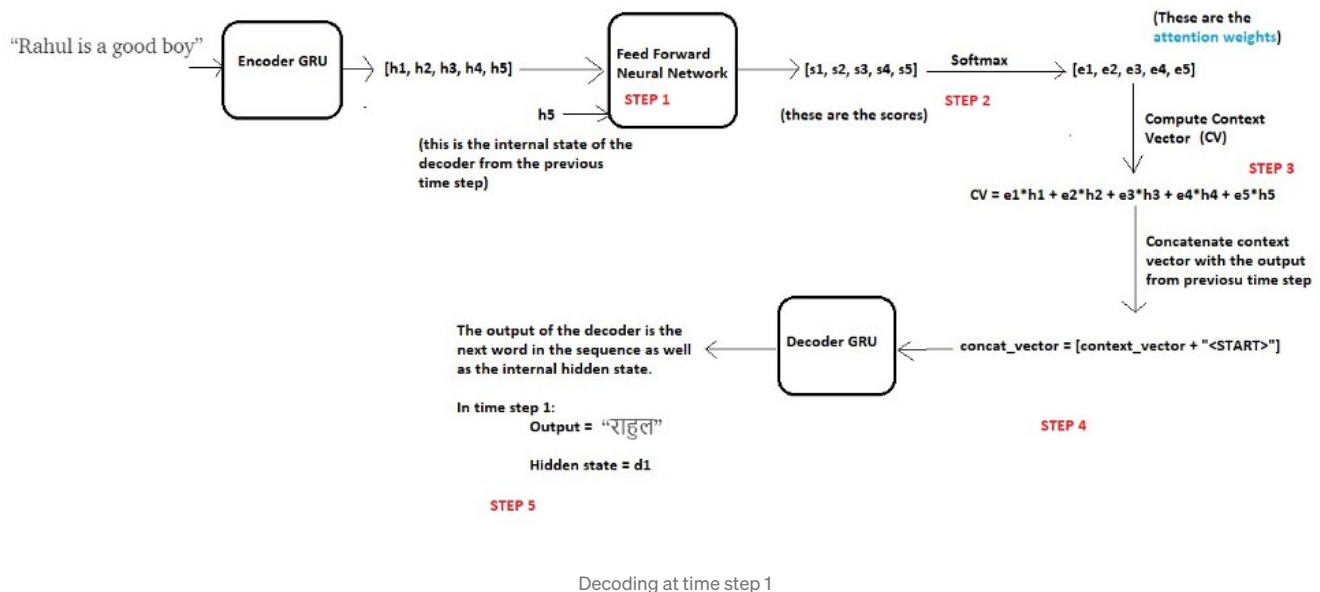 “Rahul is a good boy”
Encoder GRU
[h1, h2, h3, h4, h5]
h5
(this is the internal state of the
decoder from the previous
time step)
Feed Forward
Neural Network
STEP 1
[s1, s2, s3, s4, s5]
(these are the scores)
Softmax
STEP 2
(These are the
attention weights)
[e1, e2, e3, e4, e5]
Compute Context
Vector (CV)
STEP 3
CV = e1*h1 + e2*h2 + e3*h3 + e4*h4 + e5*h5
Concatenate context
vector with the output
from previosu time step
concat_vector = [context_vector + "<START>"]
STEP 4
Decoder GRU
The output of the decoder is the
next word in the sequence as well
as the internal hidden state.
In time step 1:
Output = “राहुल”
Hidden state = d1
STEP 5
Decoding at time step 1